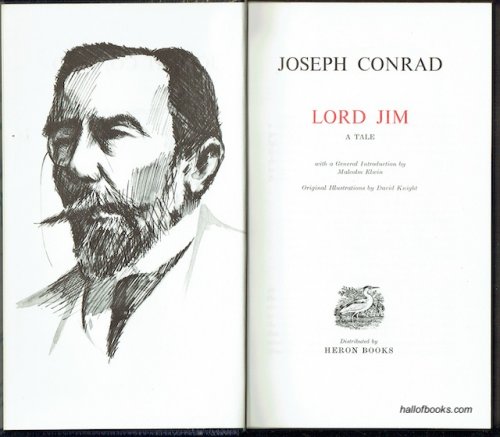 JOSEPH CONRAD
LORD JIM
A TALE
with a General Introduction by
Malcolm Elwin
Original Illustrations by David Knight
Distributed by
HERON BOOKS
hallofbooks.com